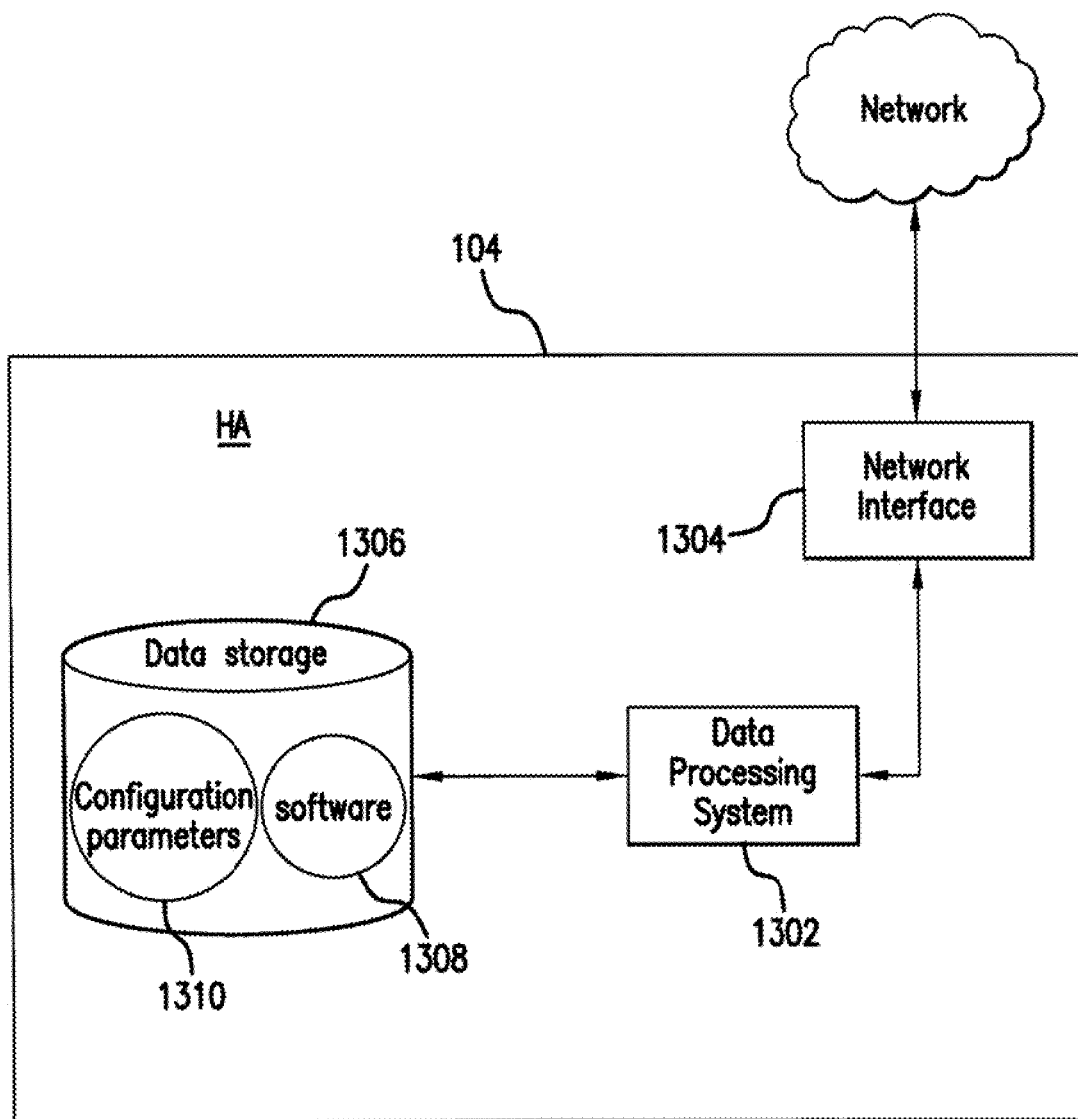 Network
104
HA
Network
Interface
1304
1306
Data storage
Configuration
parameters
software
Data
Processing
System
1302
1308
1310